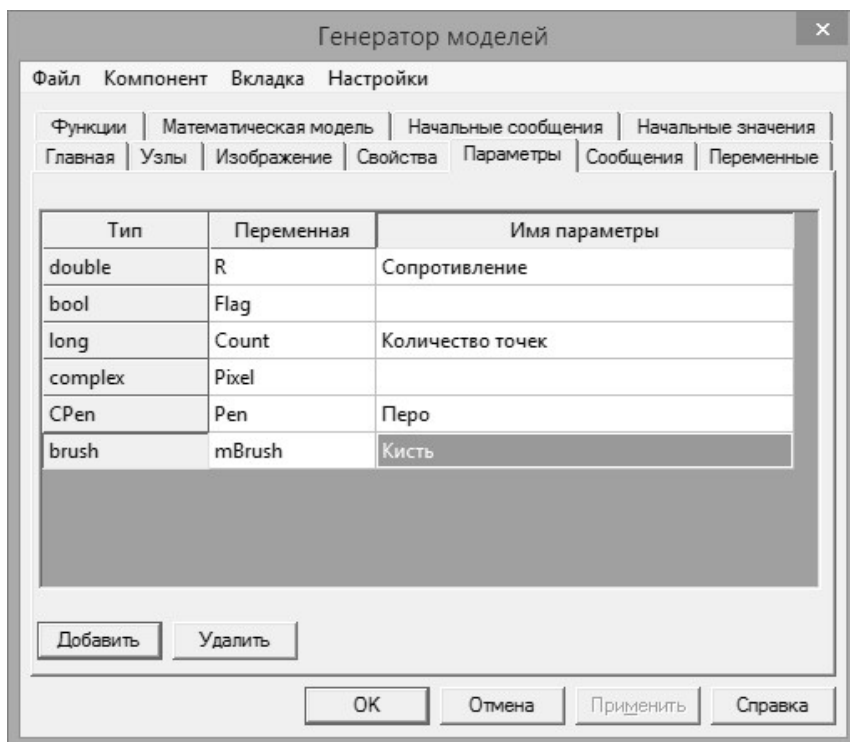 Генератор моделей
Файл Компонент Вкладка Настройки
Функции Математическая модель Начальные сообщения Начальные значения
Главная Узлы Изображение Свойства Параметры Сообщения Переменные
Тип Переменная Имя параметры
double R Сопротивление
bool Flag
long Count Количество точек
complex Pixel
CPen Pen Перо
brush mBrush Кисть
Добавить Удалить
OK Отмена Применить Справка